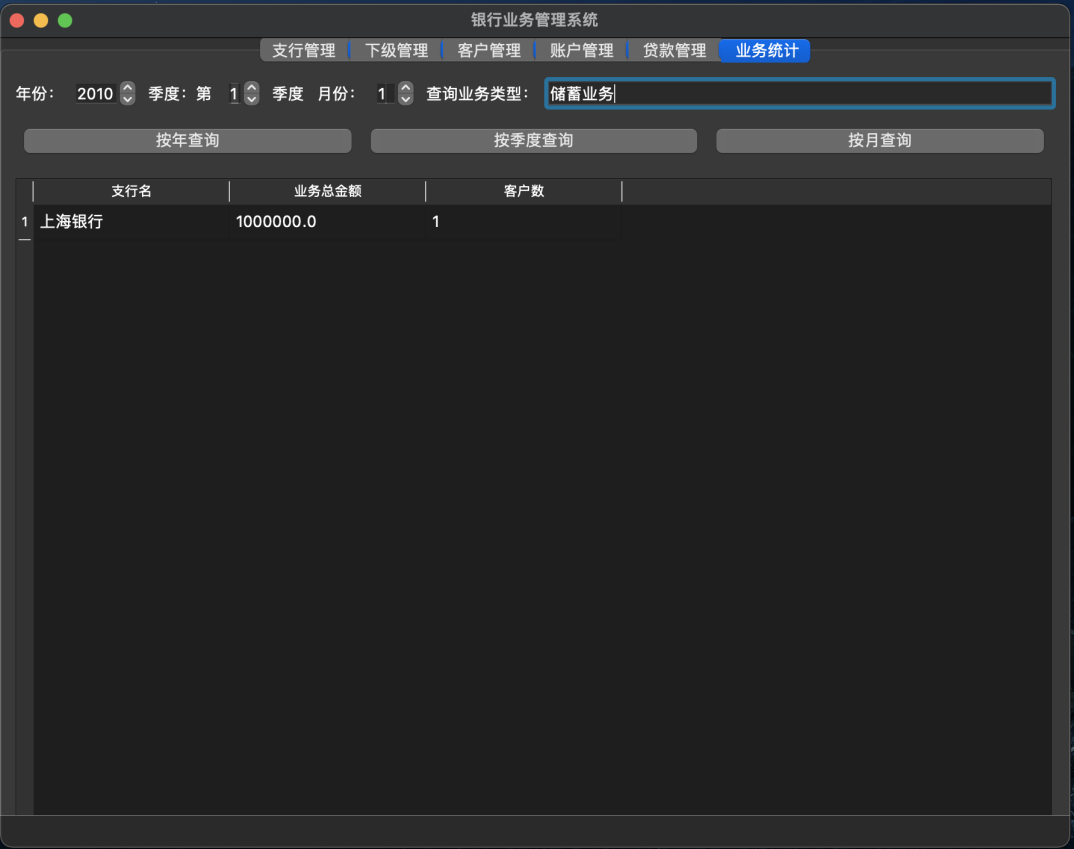 银行业务管理系统
支行管理 下级管理 客户管理 账户管理 贷款管理 业务统计
年份: 2010 季度: 第 1 季度 月份: 1 查询业务类型: 储蓄业务
按年查询 按季度查询 按月查询
支行名 业务总金额 客户数
1 上海银行 1000000.0 1